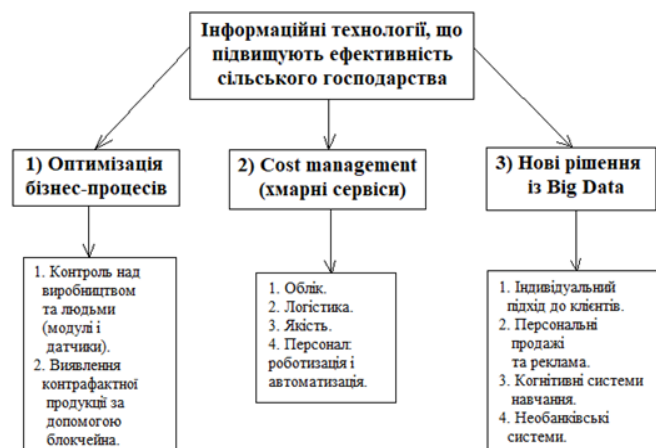 Інформаційні технології, що
підвищують ефективність
сільського господарства
1) Оптимізація
бізнес-процесів
2) Cost management
(хмарні сервіси)
3) Нові рішення
із Big Data
1. Контроль над
виробництвом
та людьми
(модулі і
датчики).
2. Виявлення
контрафактної
продукції за
допомогою
блокчейна.
1. Облік.
2. Логістика.
3. Якість.
4. Персонал:
роботизація і
автоматизація.
1. Індивідуальний
підхід до клієнтів.
2. Персональні
продажі
та реклама.
3. Когнітивні системи
навчання.
4. Необанківські
системи.